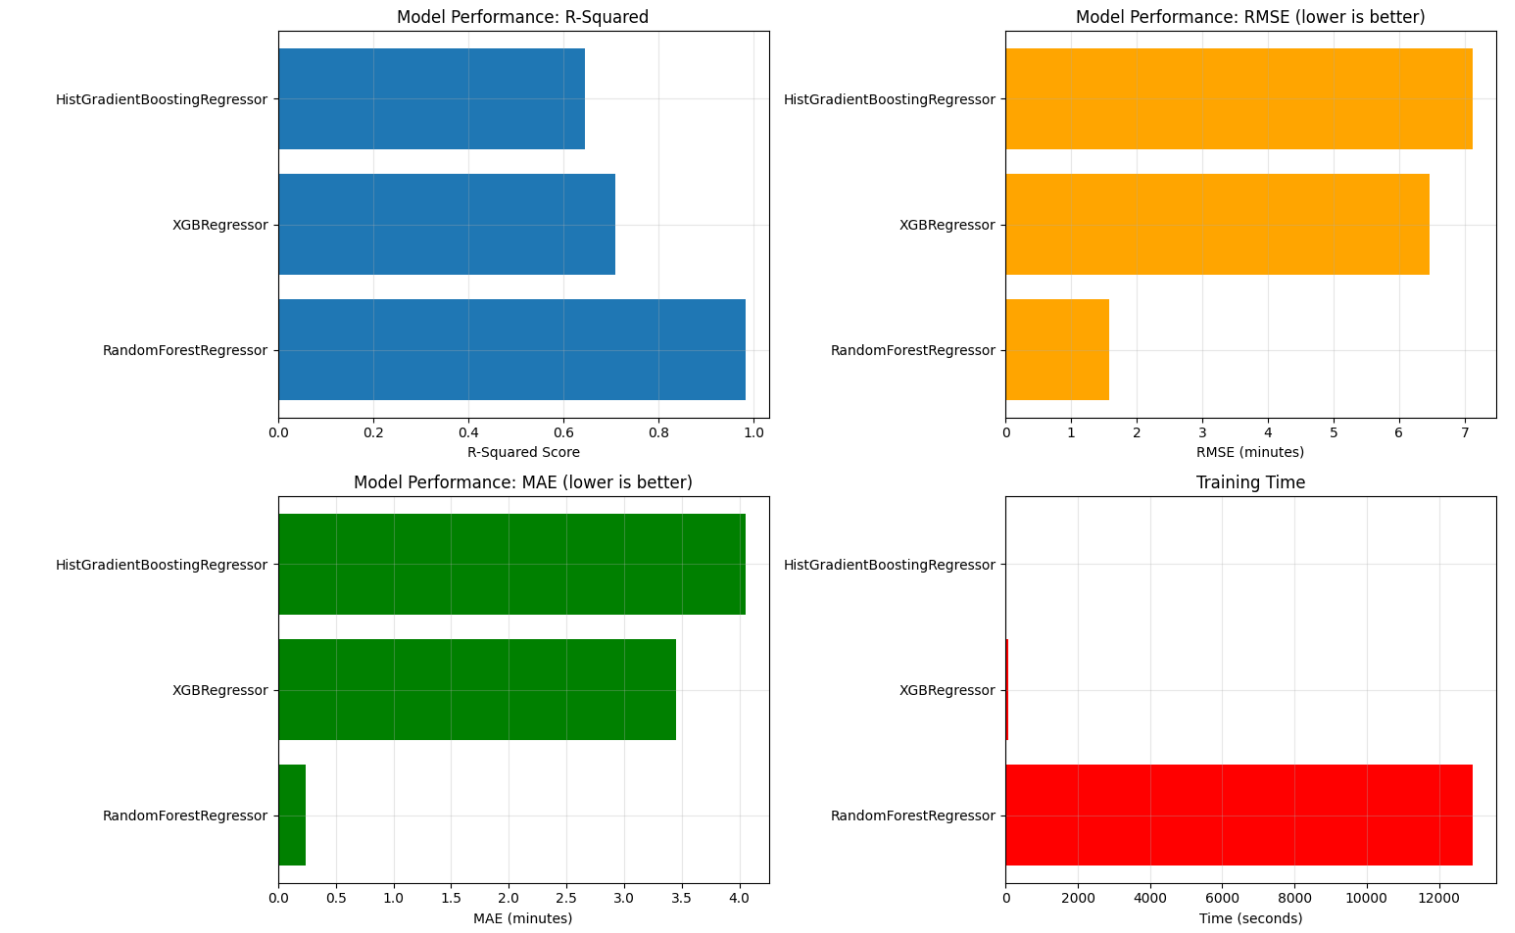 Model Performance: R-Squared
HistGradientBoostingRegressor
XGBRegressor
RandomForestRegressor
0.0 0.2 0.4 0.6 0.8 1.0
R-Squared Score
Model Performance: RMSE (lower is better)
HistGradientBoostingRegressor
XGBRegressor
RandomForestRegressor
0 1 2 3 4 5 6 7
RMSE (minutes)
Model Performance: MAE (lower is better)
HistGradientBoostingRegressor
XGBRegressor
RandomForestRegressor
0.0 0.5 1.0 1.5 2.0 2.5 3.0 3.5 4.0
MAE (minutes)
Training Time
HistGradientBoostingRegressor
XGBRegressor
RandomForestRegressor
0 2000 4000 6000 8000 10000 12000
Time (seconds)